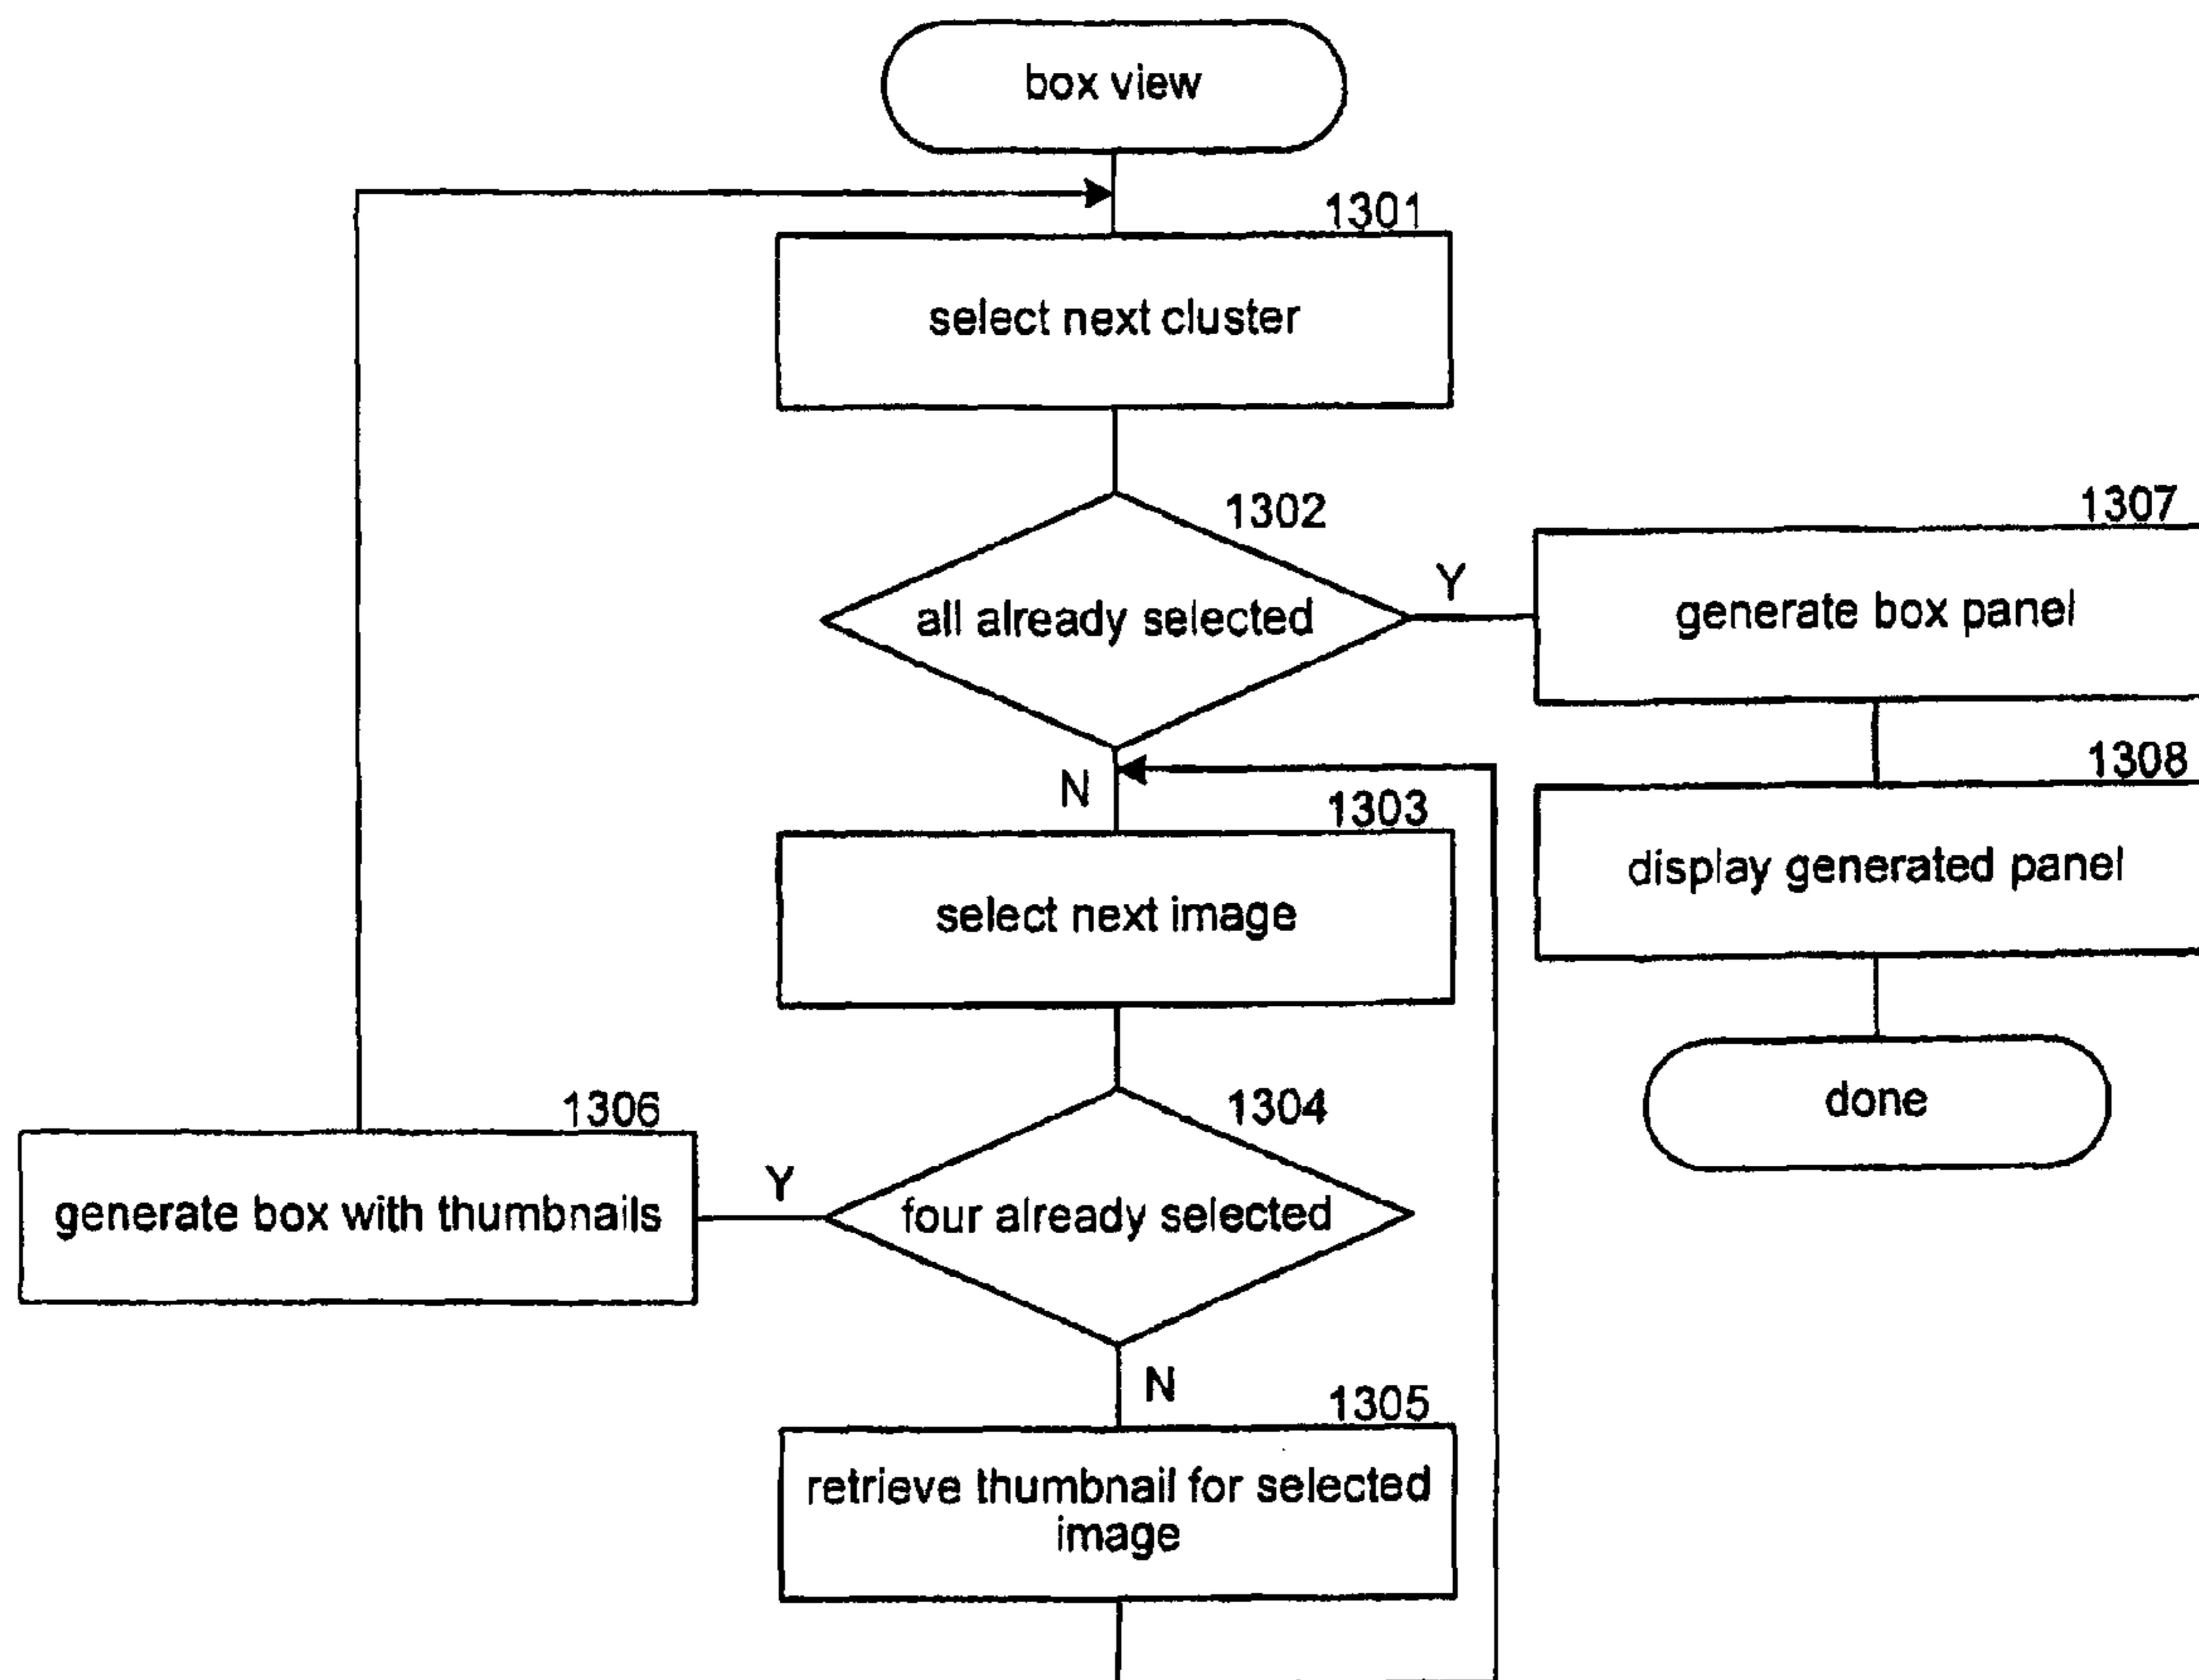 box view
1301
select next cluster
1302
all already selected
Y
1307
generate box panel
N
1303
select next image
1308
display generated panel
done
1304
four already selected
Y
1306
generate box with thumbnails
N
1305
retrieve thumbnail for selected
image